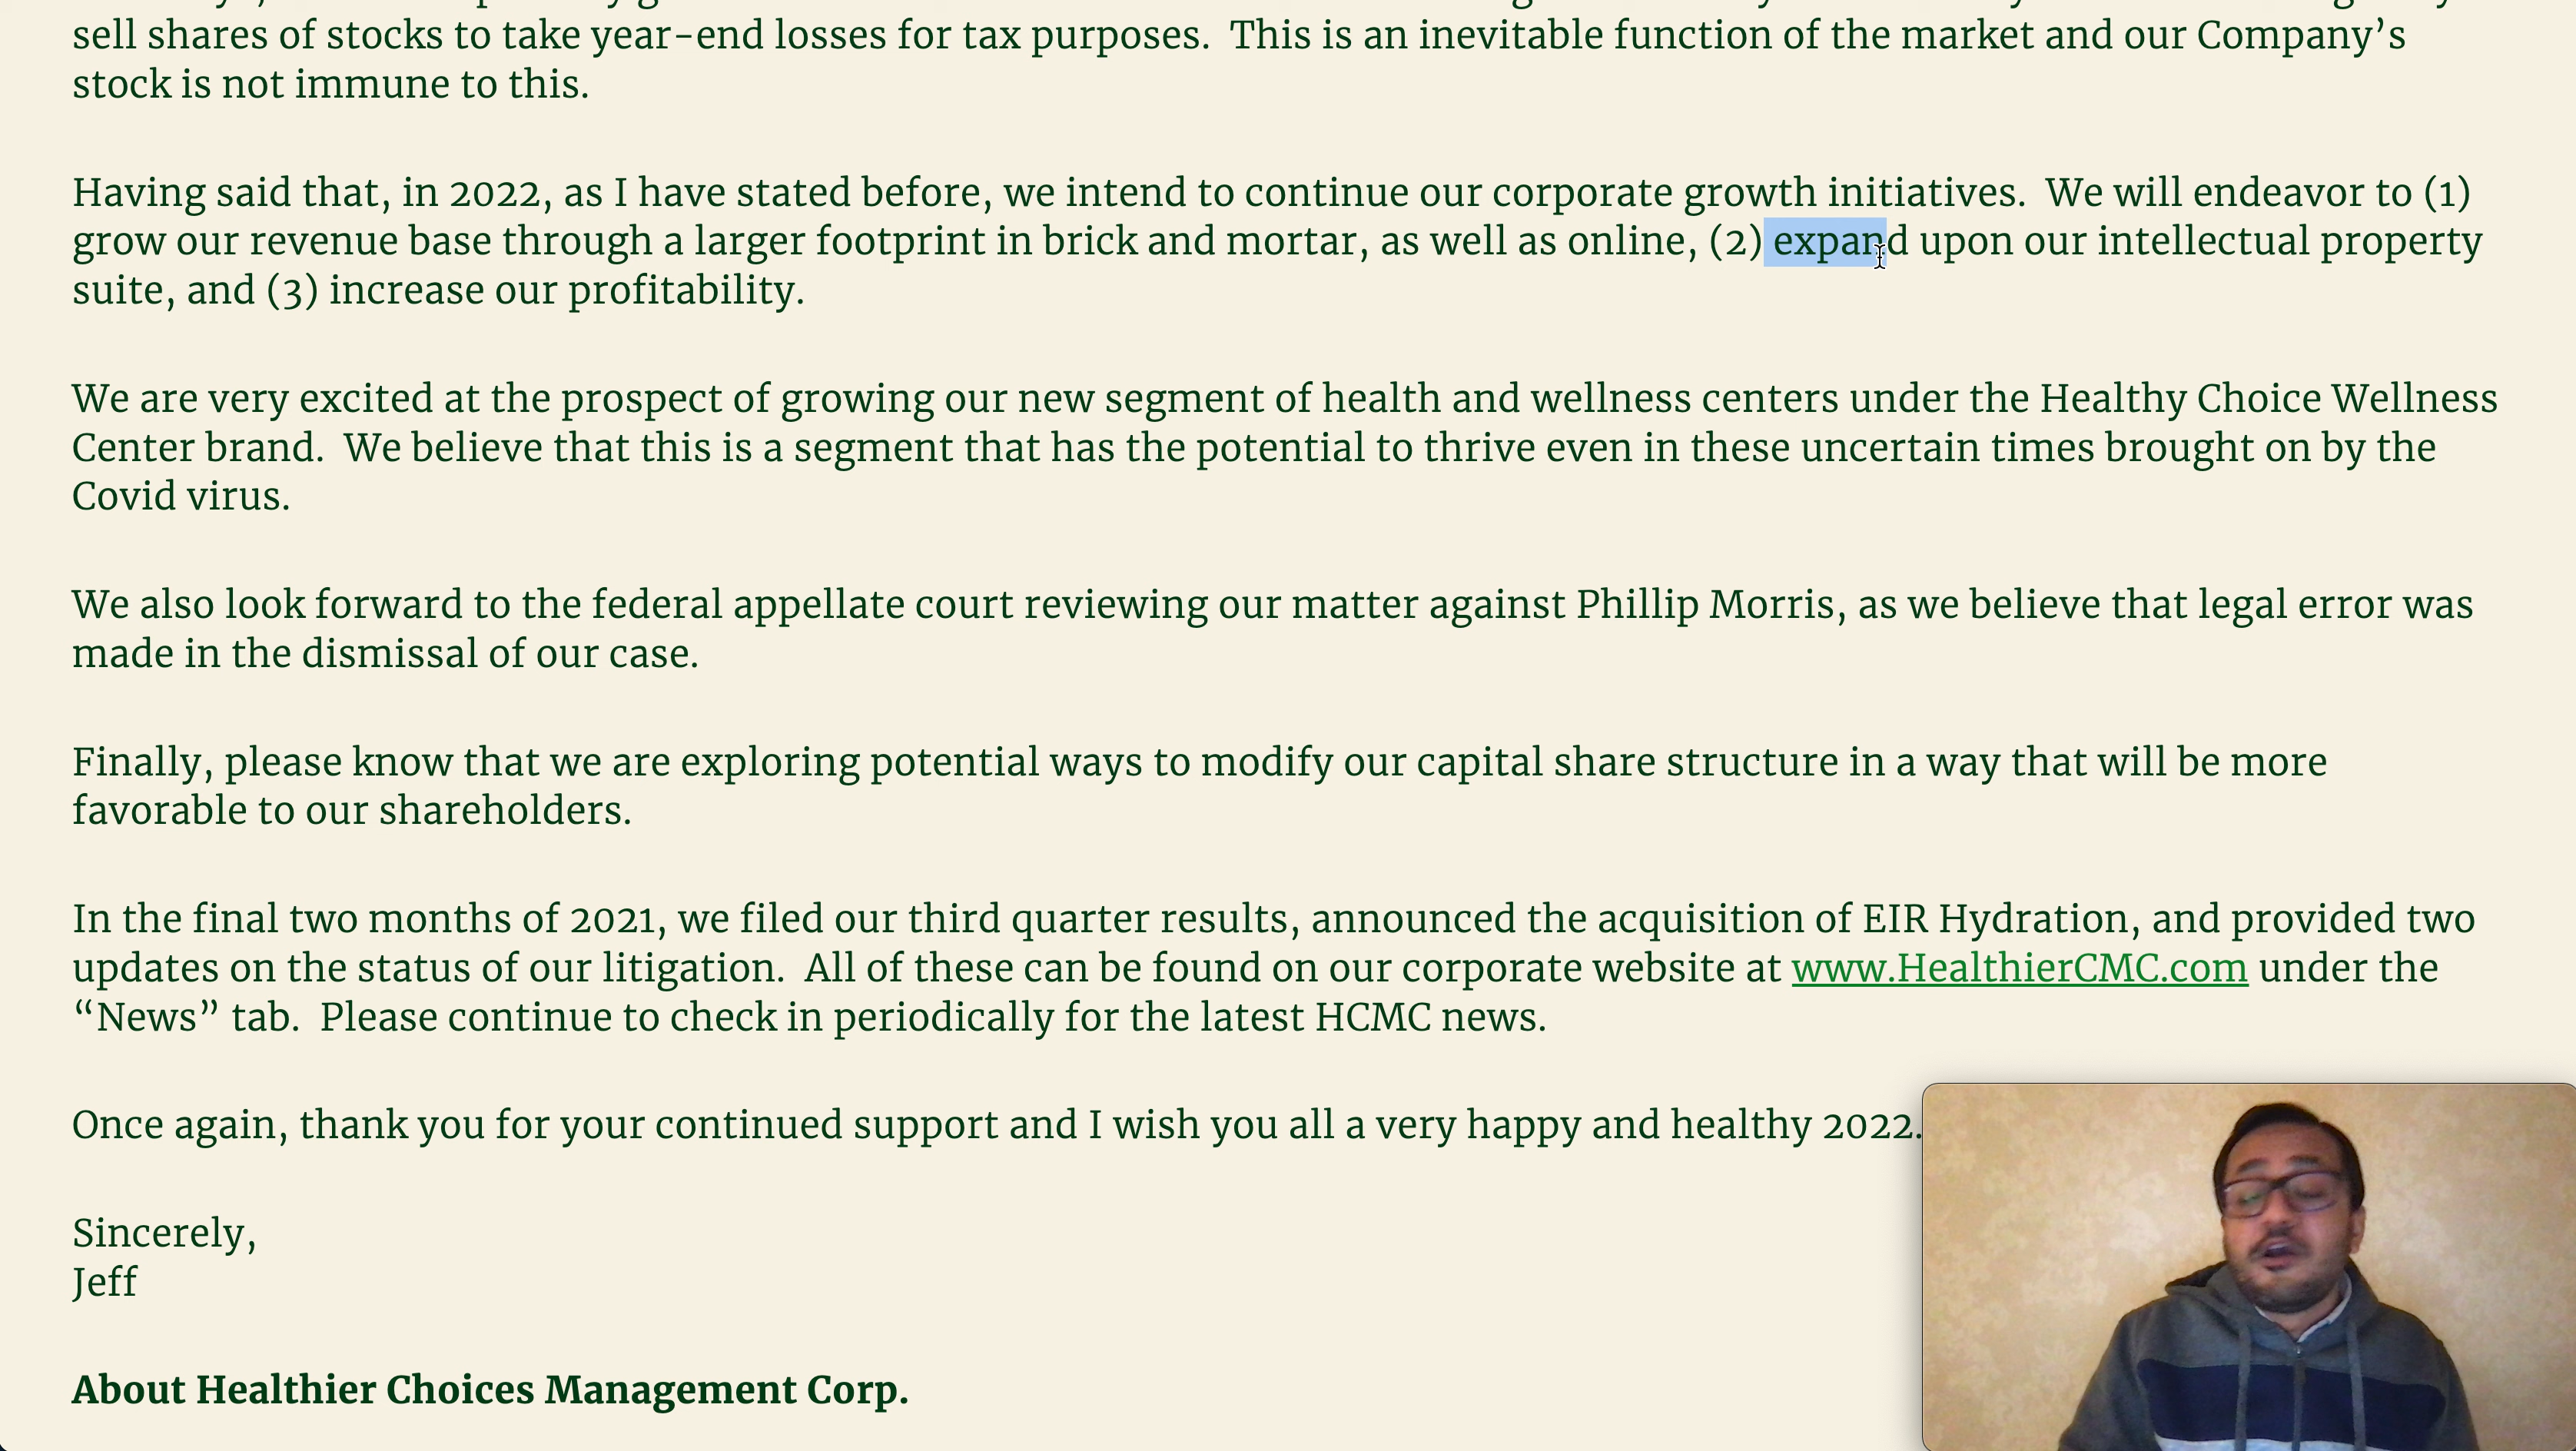 sell shares of stocks to take year-end losses for tax purposes.  This is an inevitable function of the market and our Company’s
stock is not immune to this.
Having said that, in 2022, as I have stated before, we intend to continue our corporate growth initiatives.  We will endeavor to (1)
grow our revenue base through a larger footprint in brick and mortar, as well as online, (2) expand upon our intellectual property
suite, and (3) increase our profitability.
We are very excited at the prospect of growing our new segment of health and wellness centers under the Healthy Choice Wellness
Center brand.  We believe that this is a segment that has the potential to thrive even in these uncertain times brought on by the
Covid virus.
We also look forward to the federal appellate court reviewing our matter against Phillip Morris, as we believe that legal error was
made in the dismissal of our case.
Finally, please know that we are exploring potential ways to modify our capital share structure in a way that will be more
favorable to our shareholders.
In the final two months of 2021, we filed our third quarter results, announced the acquisition of EIR Hydration, and provided two
updates on the status of our litigation.  All of these can be found on our corporate website at www.HealthierCMC.com under the
“News” tab.  Please continue to check in periodically for the latest HCMC news.
Once again, thank you for your continued support and I wish you all a very happy and healthy 2022.
Sincerely,
Jeff
About Healthier Choices Management Corp.